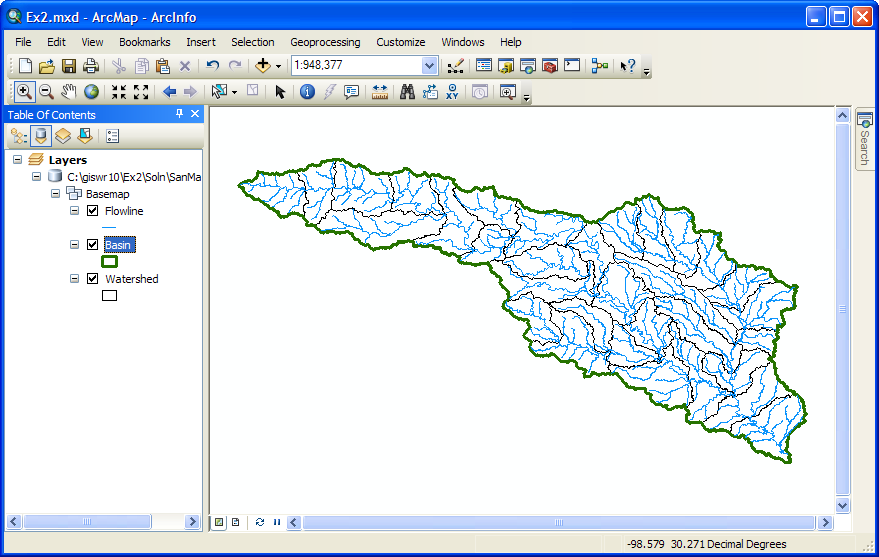 Ex2.mxd - ArcMap - ArcInfo
File Edit View Bookmarks Insert Selection Geoprocessing Customize Windows Help
1:948,377
Table Of Contents
Layers
C:\giswr10\Ex2\Soln\SanMa
Basemap
Flowline
Basin
Watershed
Search
-98.579 30.271 Decimal Degrees